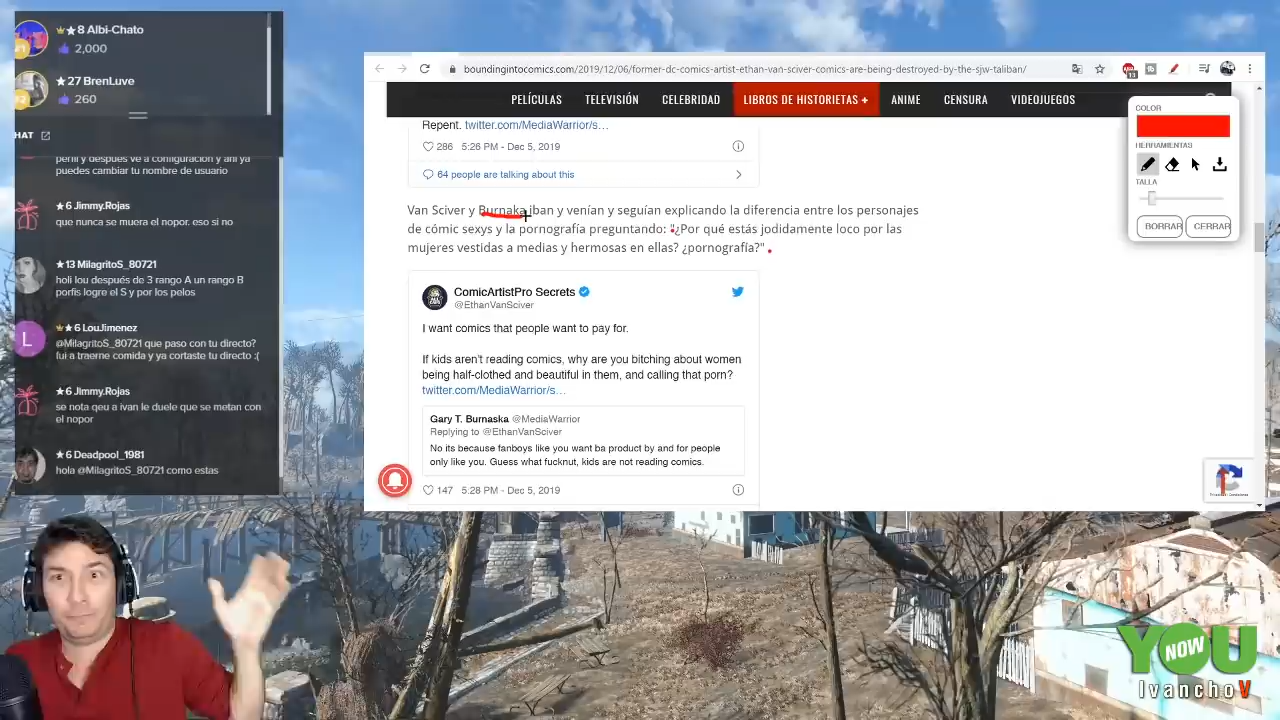 8 Albi-Chato
2,000
27 BrenLuve
260
HAT
perfil y despues ve a configuracion y ahi ya
puedes cambiar tu nombre de usuario
6 Jimmy.Rojas
que nunca se muera el nopor. eso si no
13 MilagritoS_80721
holi lou después de 3 rango A un rango B
porfis logre el S y por los pelos
6 LouJimenez
@MilagritoS_80721 que paso con tu directo?
fui a traerne comida y ya cortaste tu directo :(
6 Jimmy.Rojas
se nota qeu a ivan le duele que se metan con
el nopor
6 Deadpool_1981
hola @MilagritoS_80721 como estas
boundingintocomics.com/2019/12/06/former-dc-comics-artist-ethan-van-sciver-comics-are-being-destroyed-by-the-sjw-taliban/
13
PELÍCULAS TELEVISIÓN CELEBRIDAD LIBROS DE HISTORIETAS + ANIME CENSURA VIDEOJUEGOS
Repent. twitter.com/MediaWarrior/s…
286 5:26 PM - Dec 5, 2019
64 people are talking about this
Van Sciver y Burnaka iban y venían y seguían explicando la diferencia entre los personajes
de cómic sexys y la pornografía preguntando: "¿Por qué estás jodidamente loco por las
mujeres vestidas a medias y hermosas en ellas? ¿pornografía?"
ComicArtistPro Secrets
@EthanVanSciver
I want comics that people want to pay for.
If kids aren't reading comics, why are you bitching about women
being half-clothed and beautiful in them, and calling that porn?
twitter.com/MediaWarrior/s…
Gary T. Burnaska @MediaWarrior
Replying to @EthanVanSciver
No its because fanboys like you want ba product by and for people
only like you. Guess what fucknut, kids are not reading comics.
147 5:28 PM - Dec 5, 2019
COLOR
HERRAMIENTAS
TALLA
BORRAR CERRAR
YOU
NOW
IvanchoV